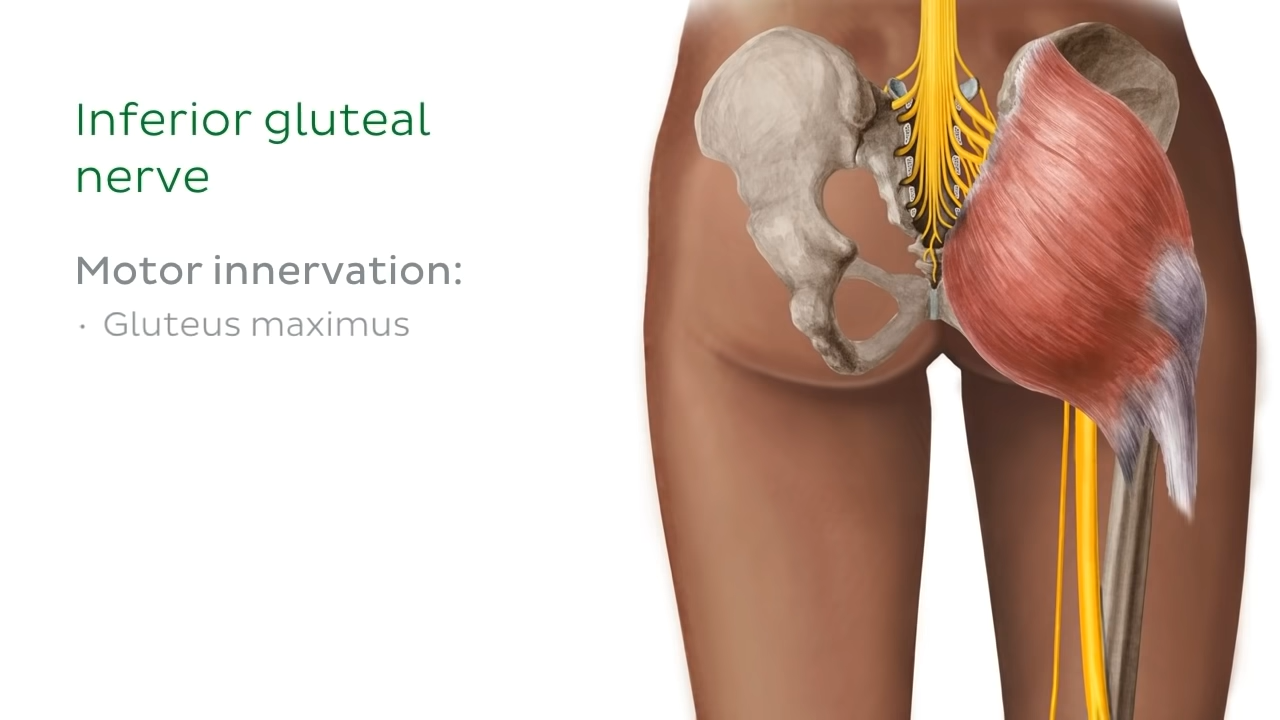 Inferior gluteal
nerve
Motor innervation:
· Gluteus maximus